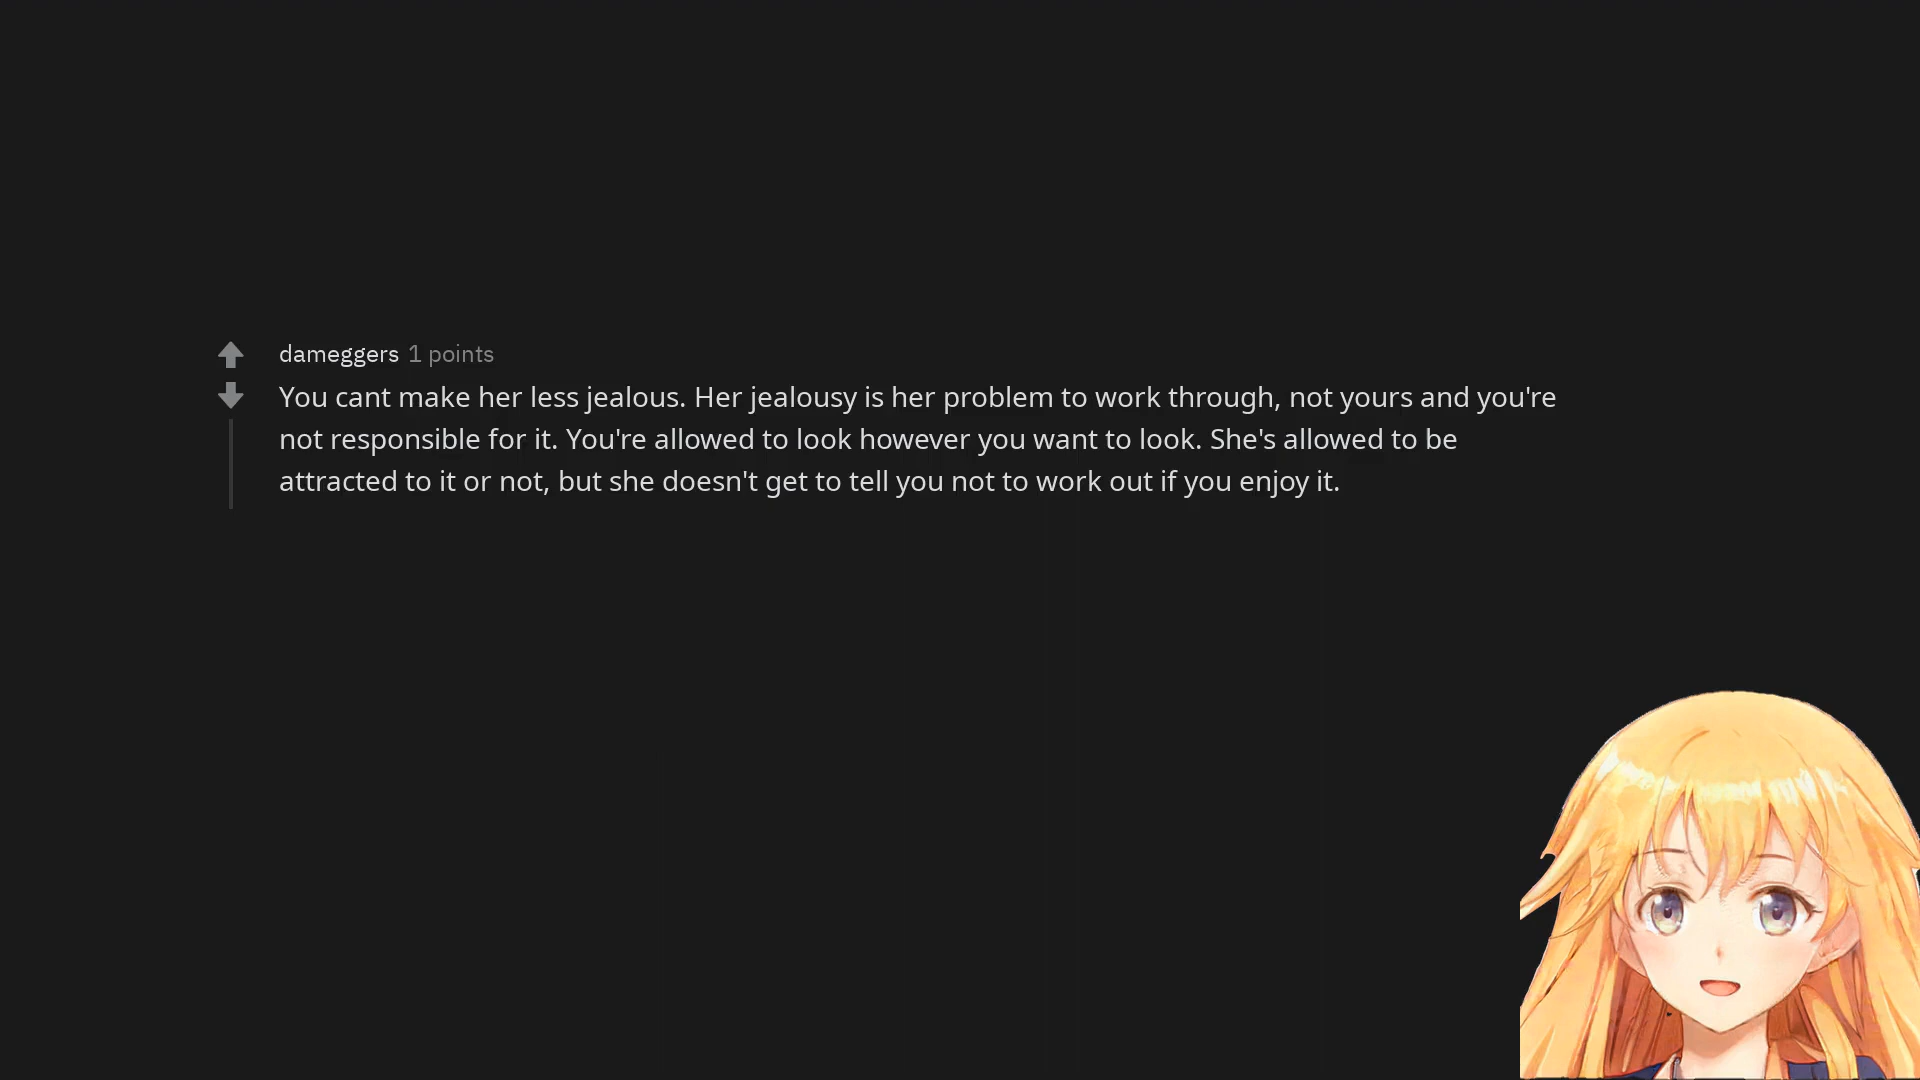 dameggers 1 points
You cant make her less jealous. Her jealousy is her problem to work through, not yours and you're
not responsible for it. You're allowed to look however you want to look. She's allowed to be
attracted to it or not, but she doesn't get to tell you not to work out if you enjoy it.